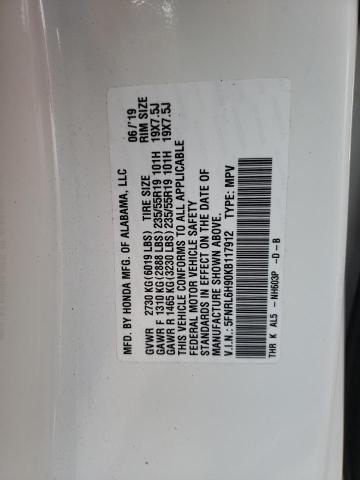 MFD. BY HONDA MFG. OF ALABAMA, LLC 06/'19
GVWR 2730 KG(6019 LBS) TIRE SIZE RIM SIZE
GAWR F 1310 KG(2888 LBS) 235/55R19 101H 19X7.5J
GAWR R 1465 KG(3230 LBS) 235/55R19 101H 19X7.5J
THIS VEHICLE CONFORMS TO ALL APPLICABLE
FEDERAL MOTOR VEHICLE SAFETY
STANDARDS IN EFFECT ON THE DATE OF
MANUFACTURE SHOWN ABOVE.
V.I.N.: 5FNRL6H90KB117912 TYPE: MPV
THR K AL5 -NH603P -D-B